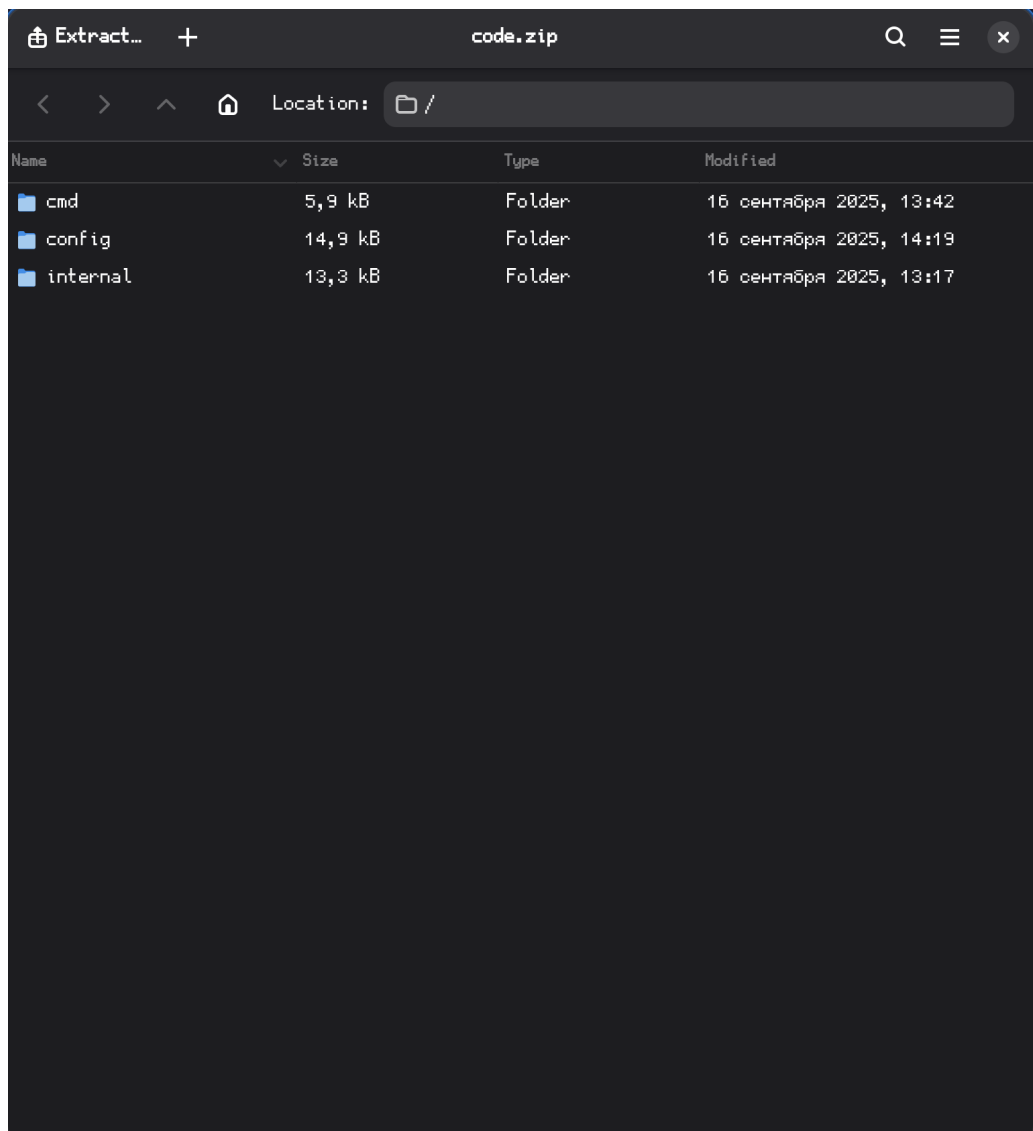 Extract… + code.zip
Location: /
Name Size Type Modified
cmd 5,9 kB Folder 16 сентября 2025, 13:42
config 14,9 kB Folder 16 сентября 2025, 14:19
internal 13,3 kB Folder 16 сентября 2025, 13:17